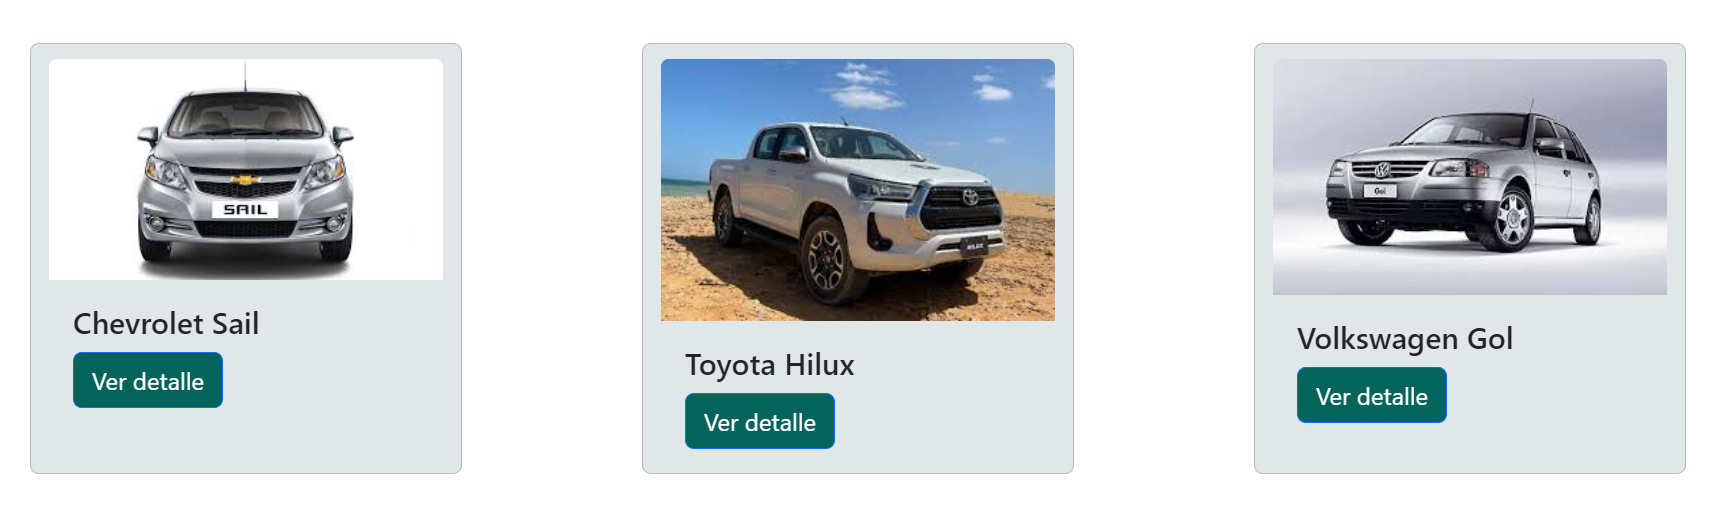 SAIL
Chevrolet Sail
Ver detalle
HILUX
Toyota Hilux
Ver detalle
Gol
Volkswagen Gol
Ver detalle